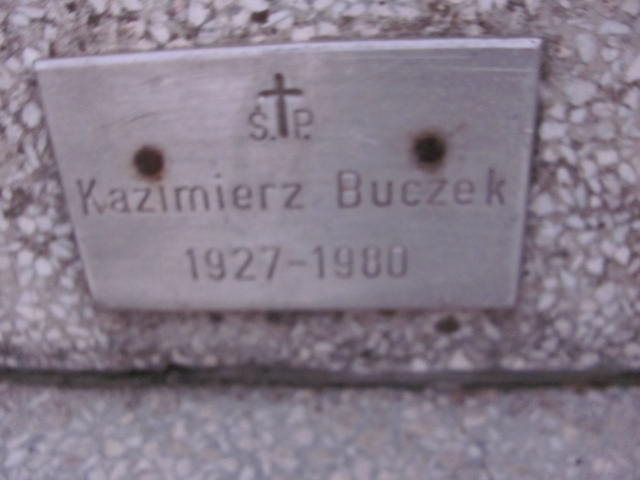 Ś.✝P.
Kazimierz Buczek
1927-1980